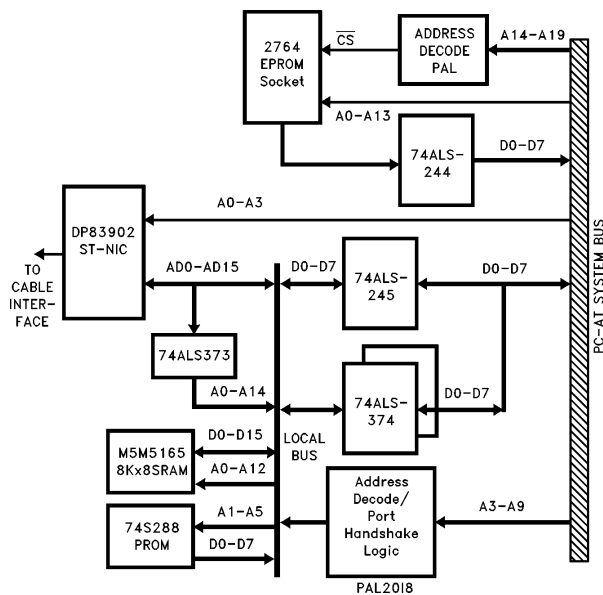 2764
EPROM
Socket
CS
ADDRESS
DECODE
PAL
A14-A19
A0-A13
74ALS-
244
D0-D7
A0-A3
DP83902
ST-NIC
TO
CABLE
INTER-
FACE
AD0-AD15
D0-D7
74ALS-
245
D0-D7
PC-AT SYSTEM BUS
74ALS373
A0-A14
74ALS-
374
D0-D7
LOCAL
BUS
M5M5165
8Kx8SRAM
D0-D15
A0-A12
74S288
PROM
A1-A5
D0-D7
Address
Decode/
Port
Handshake
Logic
A3-A9
PAL20I8